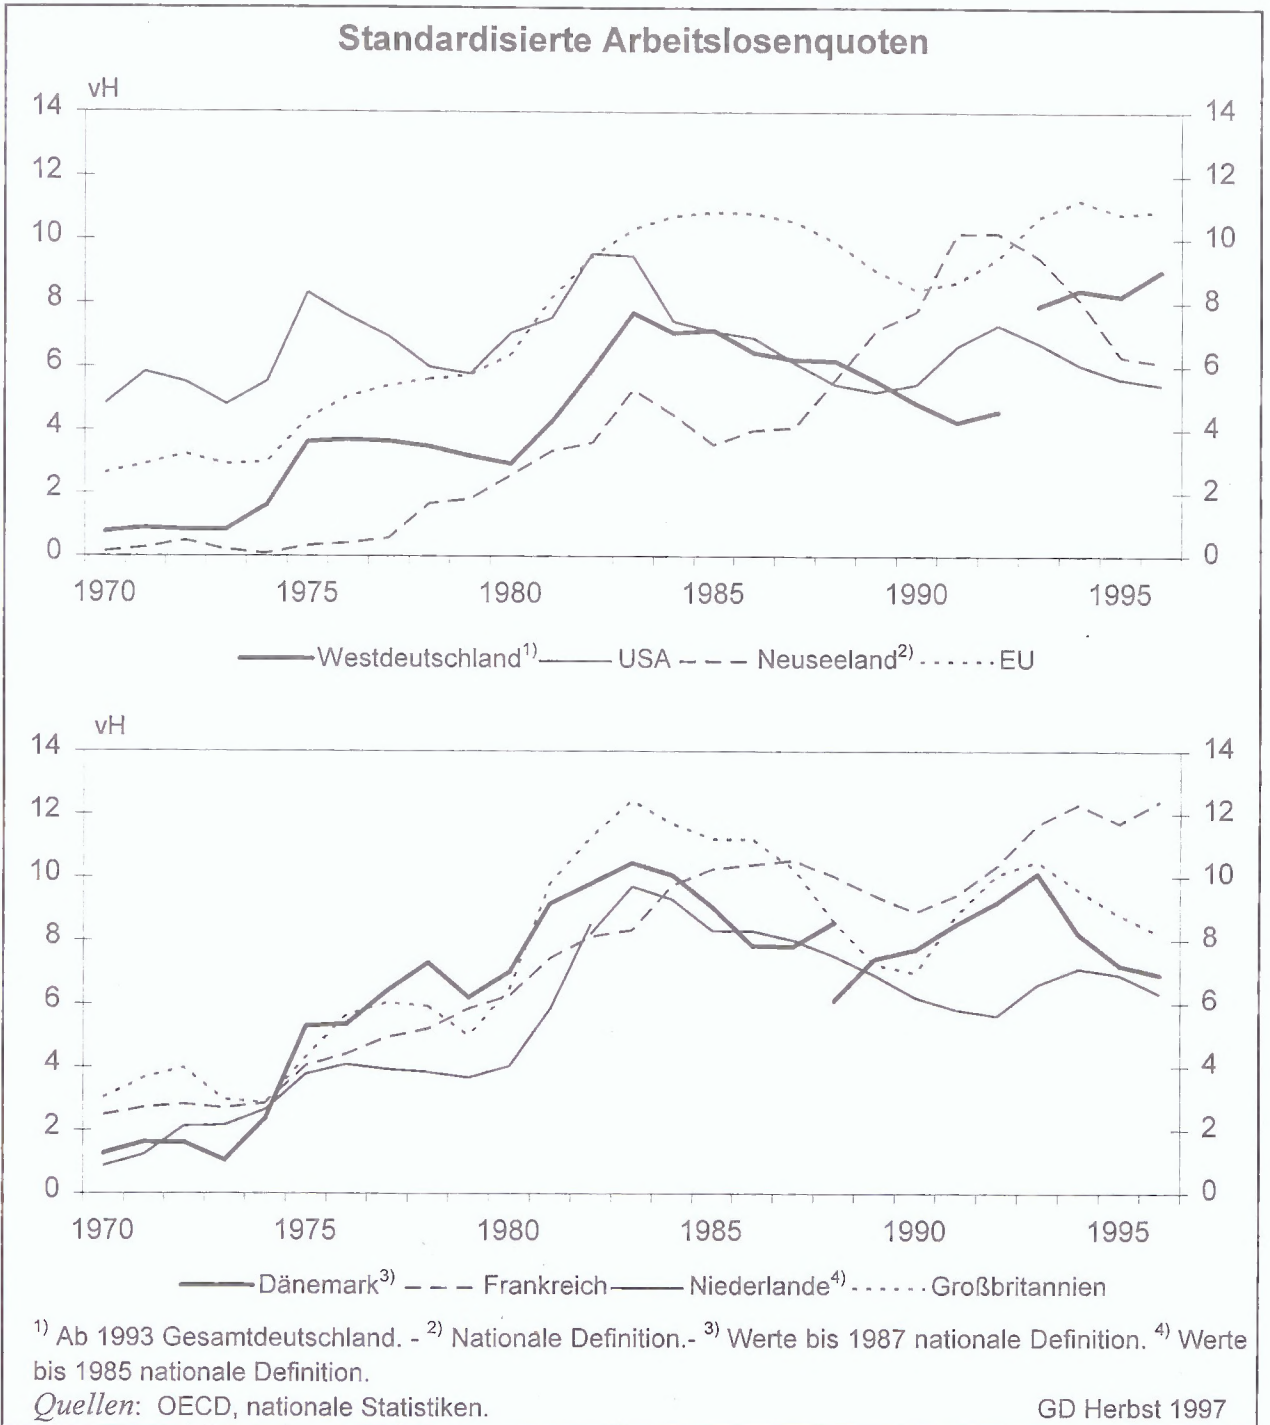 Standardisierte Arbeitslosenquoten
vH
14 14
12 12
10 10
8 8
6 6
4 4
2 2
0 0
1970 1975 1980 1985 1990 1995
Westdeutschland¹⁾ USA Neuseeland²⁾ EU
vH
14 14
12 12
10 10
8 8
6 6
4 4
2 2
0 0
1970 1975 1980 1985 1990 1995
Dänemark³⁾ Frankreich Niederlande⁴⁾ Großbritannien
¹⁾ Ab 1993 Gesamtdeutschland. - ²⁾ Nationale Definition.- ³⁾ Werte bis 1987 nationale Definition. ⁴⁾ Werte
bis 1985 nationale Definition.
Quellen: OECD, nationale Statistiken. GD Herbst 1997